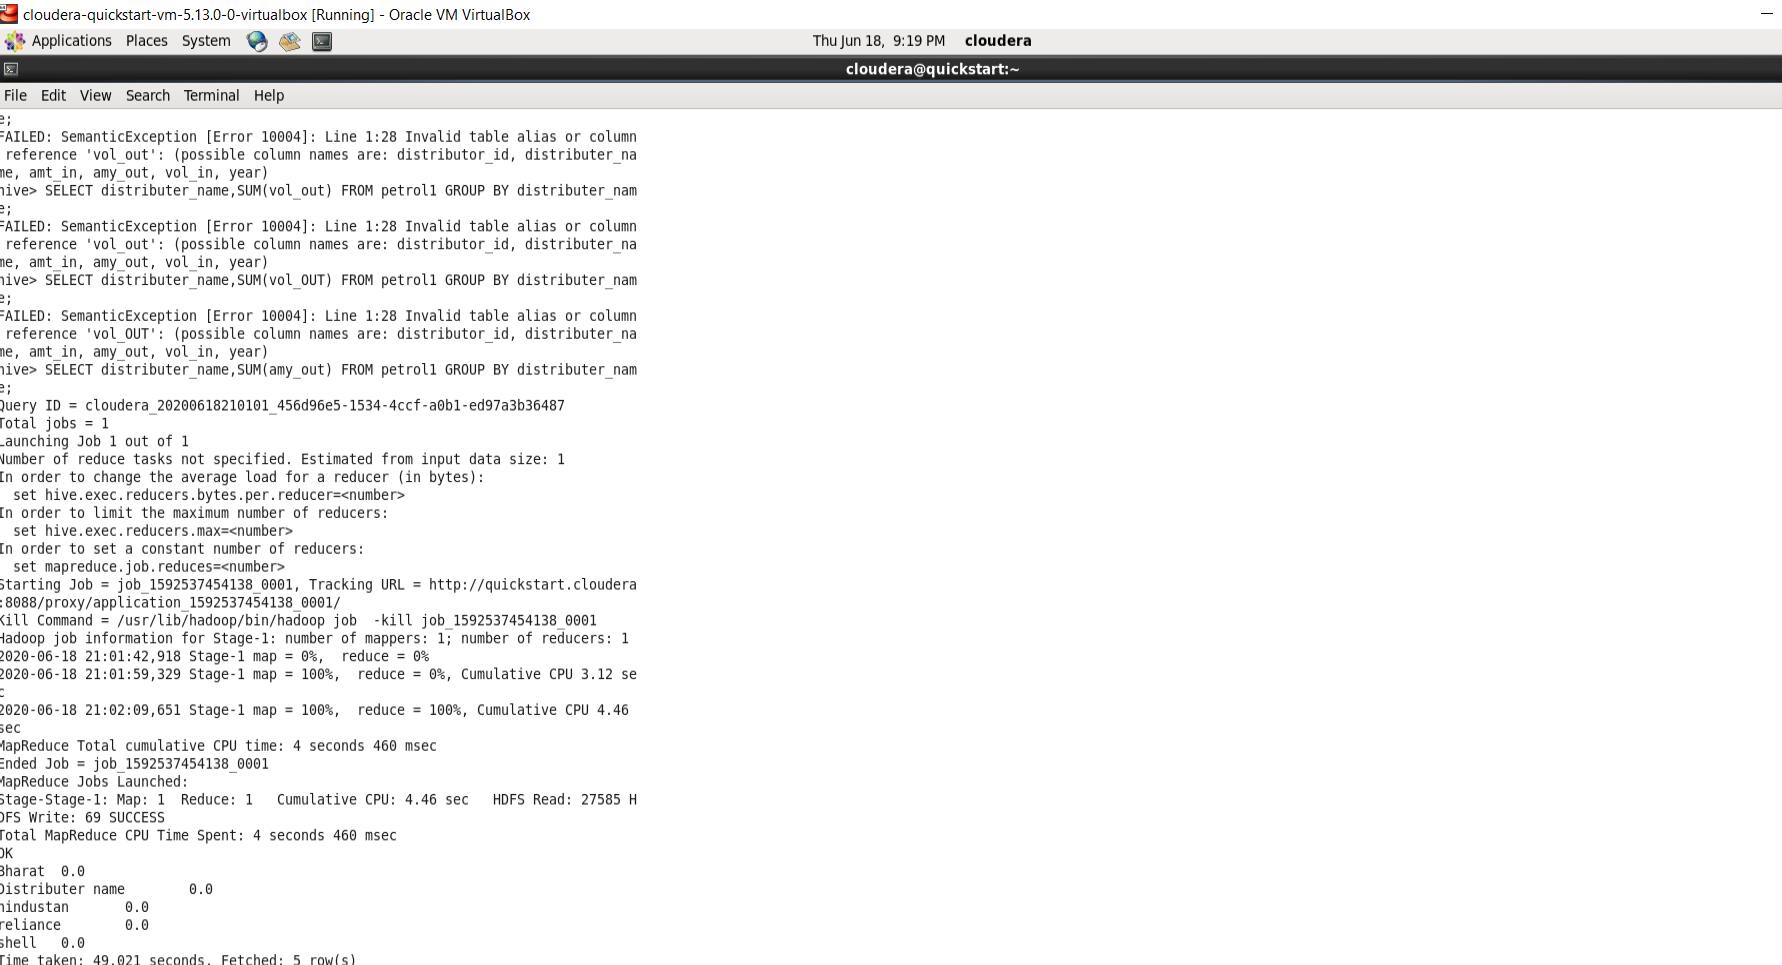 cloudera-quickstart-vm-5.13.0-0-virtualbox [Running] - Oracle VM VirtualBox
Applications Places System Thu Jun 18, 9:19 PM cloudera
cloudera@quickstart:~
File Edit View Search Terminal Help
e;
FAILED: SemanticException [Error 10004]: Line 1:28 Invalid table alias or column
reference 'vol_out': (possible column names are: distributor_id, distributer_na
me, amt_in, amy_out, vol_in, year)
hive> SELECT distributer_name,SUM(vol_out) FROM petrol1 GROUP BY distributer_nam
e;
FAILED: SemanticException [Error 10004]: Line 1:28 Invalid table alias or column
reference 'vol_out': (possible column names are: distributor_id, distributer_na
me, amt_in, amy_out, vol_in, year)
hive> SELECT distributer_name,SUM(vol_OUT) FROM petrol1 GROUP BY distributer_nam
e;
FAILED: SemanticException [Error 10004]: Line 1:28 Invalid table alias or column
reference 'vol_OUT': (possible column names are: distributor_id, distributer_na
me, amt_in, amy_out, vol_in, year)
hive> SELECT distributer_name,SUM(amy_out) FROM petrol1 GROUP BY distributer_nam
e;
Query ID = cloudera_20200618210101_456d96e5-1534-4ccf-a0b1-ed97a3b36487
Total jobs = 1
Launching Job 1 out of 1
Number of reduce tasks not specified. Estimated from input data size: 1
In order to change the average load for a reducer (in bytes):
set hive.exec.reducers.bytes.per.reducer=<number>
In order to limit the maximum number of reducers:
set hive.exec.reducers.max=<number>
In order to set a constant number of reducers:
set mapreduce.job.reduces=<number>
Starting Job = job_1592537454138_0001, Tracking URL = http://quickstart.cloudera
:8088/proxy/application_1592537454138_0001/
Kill Command = /usr/lib/hadoop/bin/hadoop job  -kill job_1592537454138_0001
Hadoop job information for Stage-1: number of mappers: 1; number of reducers: 1
2020-06-18 21:01:42,918 Stage-1 map = 0%,  reduce = 0%
2020-06-18 21:01:59,329 Stage-1 map = 100%,  reduce = 0%, Cumulative CPU 3.12 se
c
2020-06-18 21:02:09,651 Stage-1 map = 100%,  reduce = 100%, Cumulative CPU 4.46
sec
MapReduce Total cumulative CPU time: 4 seconds 460 msec
Ended Job = job_1592537454138_0001
MapReduce Jobs Launched:
Stage-Stage-1: Map: 1  Reduce: 1   Cumulative CPU: 4.46 sec   HDFS Read: 27585 H
DFS Write: 69 SUCCESS
Total MapReduce CPU Time Spent: 4 seconds 460 msec
OK
Bharat  0.0
Distributer name        0.0
hindustan       0.0
reliance        0.0
shell   0.0
Time taken: 49.021 seconds, Fetched: 5 row(s)